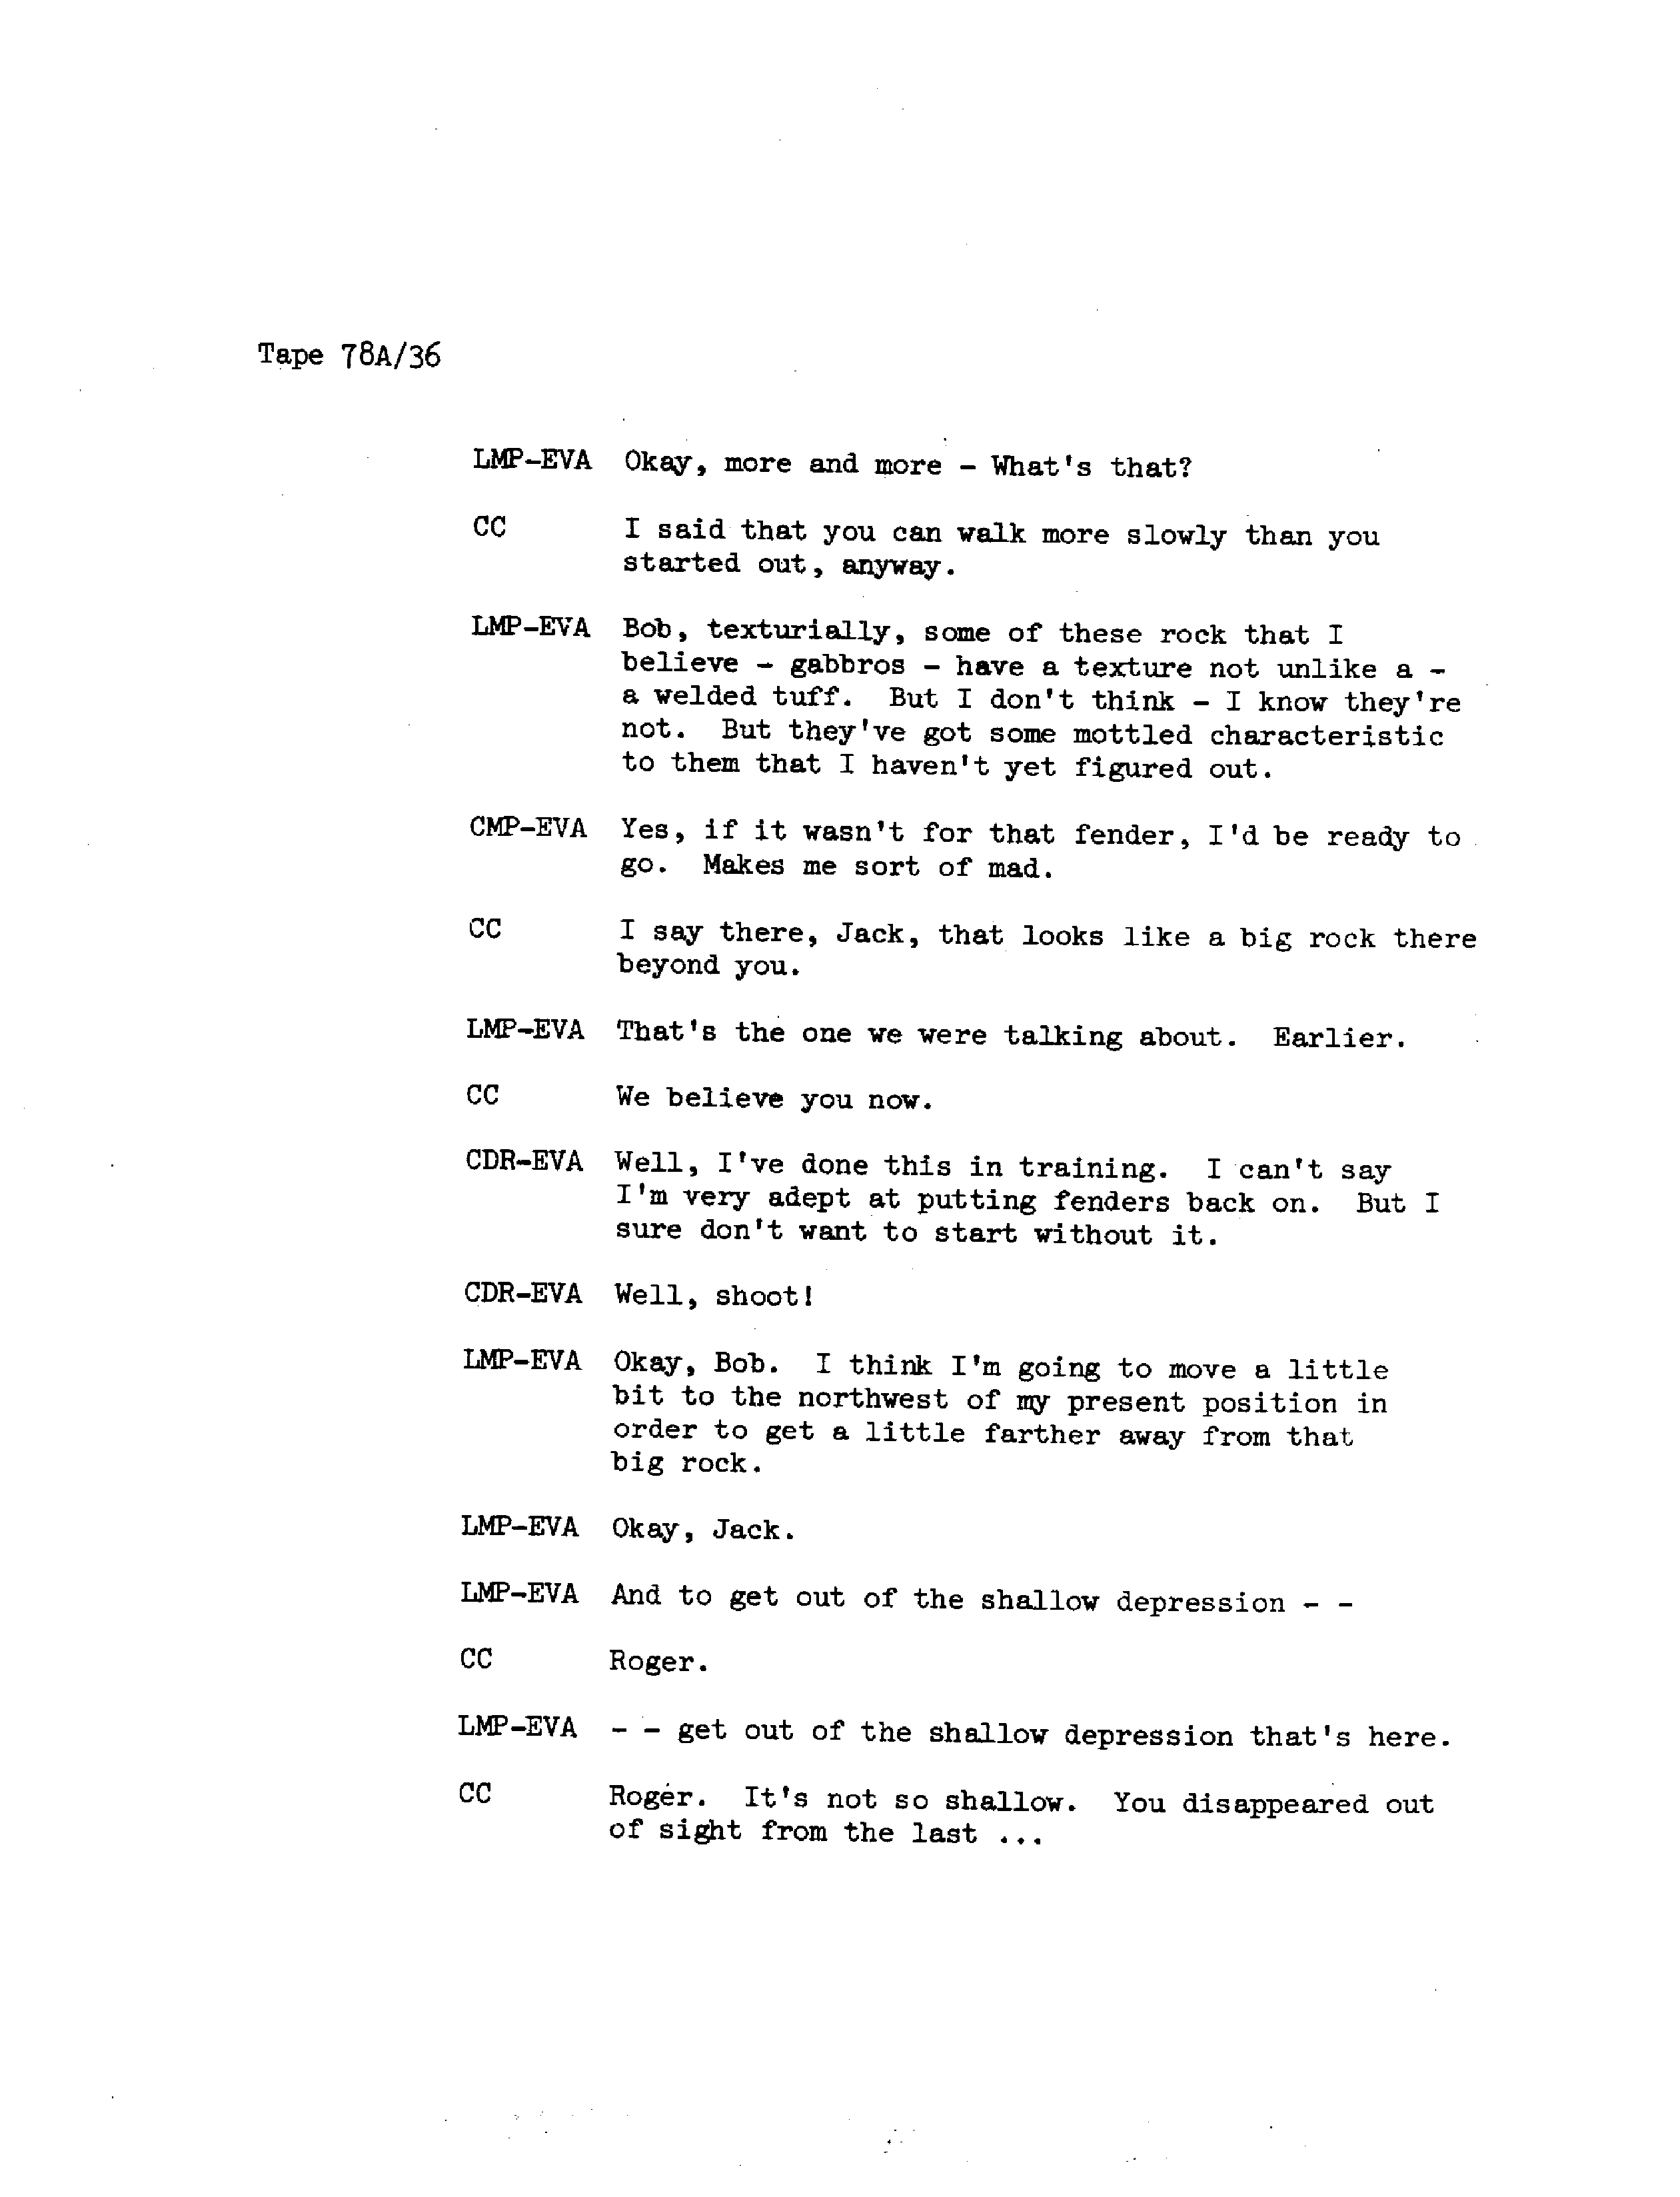 Tape 78A/36
LMP-EVA Okay, more and more - What's that?
CC I said that you can walk more slowly than you
started out, anyway.
LMP-EVA Bob, texturially, some of these rock that I
believe - gabbros - have a texture not unlike a -
a welded tuff. But I don't think - I know they're
not. But they've got some mottled characteristic
to them that I haven't yet figured out.
CMP-EVA Yes, if it wasn't for that fender, I'd be ready to
go. Makes me sort of mad.
CC I say there, Jack, that looks like a big rock there
beyond you.
LMP-EVA That's the one we were talking about. Earlier.
CC We believe you now.
CDR-EVA Well, I've done this in training. I can't say
I'm very adept at putting fenders back on. But I
sure don't want to start without it.
CDR-EVA Well, shoot!
LMP-EVA Okay, Bob. I think I'm going to move a little
bit to the northwest of my present position in
order to get a little farther away from that
big rock.
LMP-EVA Okay, Jack.
LMP-EVA And to get out of the shallow depression - -
CC Roger.
LMP-EVA - - get out of the shallow depression that's here.
CC Roger. It's not so shallow. You disappeared out
of sight from the last ...